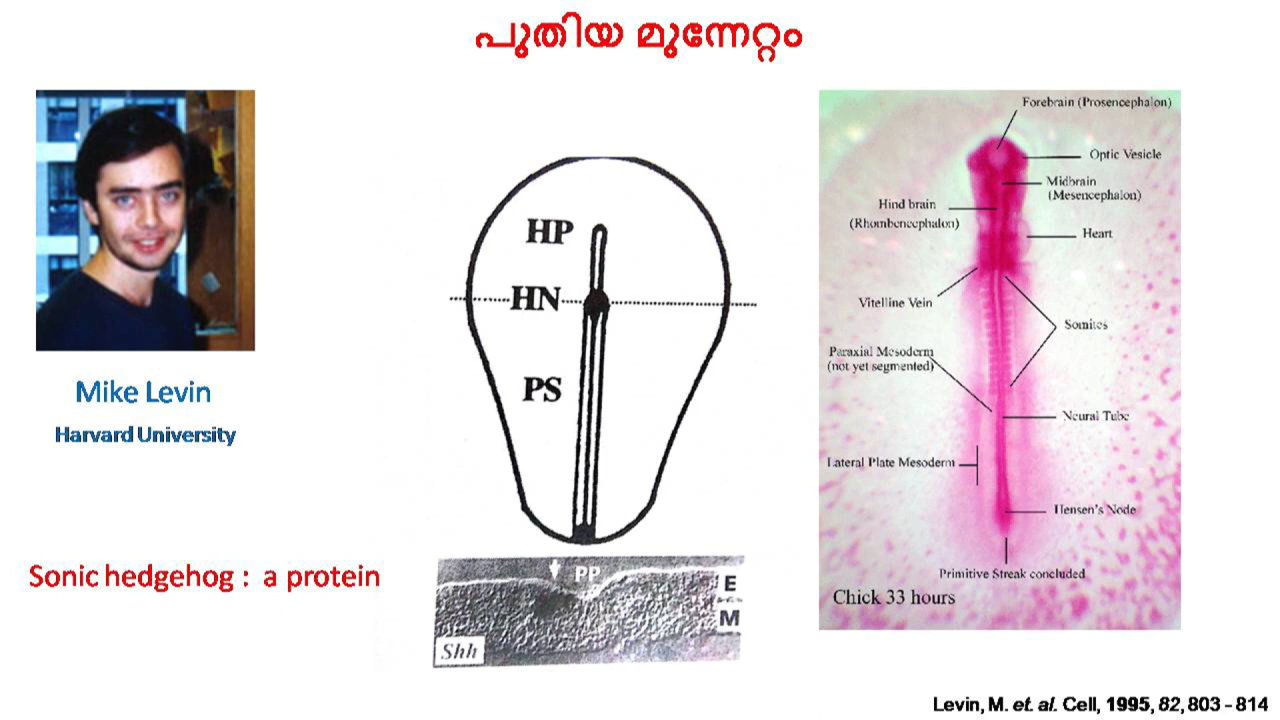 പുതിയ മുന്നേറ്റം
Mike Levin
Harvard University
Sonic hedgehog : a protein
HP
HN
PS
PP
E
M
Shh
Forebrain (Prosencephalon)
Optic Vesicle
Midbrain
(Mesencephalon)
Hind brain
(Rhombencephalon)
Heart
Vitelline Vein
Somites
Paraxial Mesoderm
(not yet segmented)
Neural Tube
Lateral Plate Mesoderm
Hensen's Node
Primitive Streak concluded
Chick 33 hours
Levin, M. et. al. Cell, 1995, 82, 803 - 814